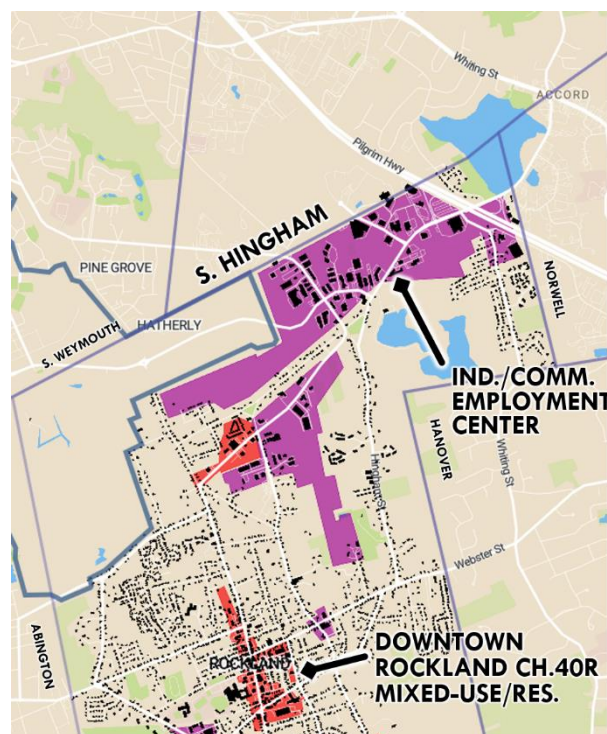 Whiting St
ACCORD
Pilgrim Hwy
S. HINGHAM
PINE GROVE
NORWELL
S. WEYMOUTH
HATHERLY
IND./COMM.
EMPLOYMENT
CENTER
HANOVER
Whiting St
Hingham St
Webster St
ABINGTON
ROCKLAND
DOWNTOWN
ROCKLAND CH.40R
MIXED-USE/RES.